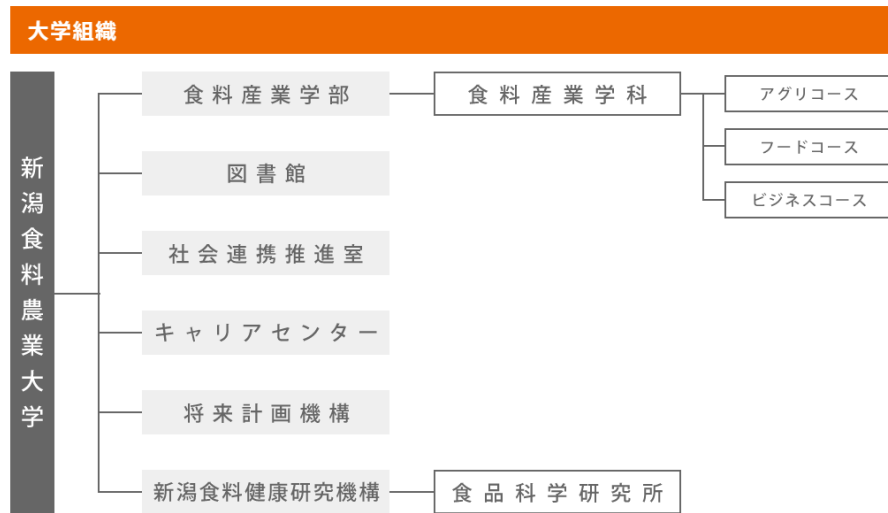 大学組織
新潟食料農業大学
食料産業学部
食料産業学科
アグリコース
フードコース
ビジネスコース
図書館
社会連携推進室
キャリアセンター
将来計画機構
新潟食料健康研究機構
食品科学研究所